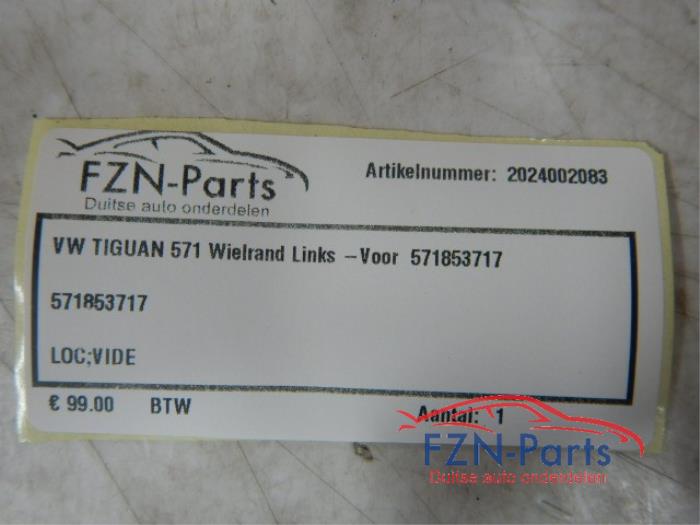 FZN-Parts
Duitse auto onderdelen
Artikelnummer: 2024002083
VW TIGUAN 571 Wielrand Links -Voor 571853717
571853717
LOC;VIDE
€ 99.00 BTW
Aantal: 1
FZN-Parts
Duitse auto onderdelen